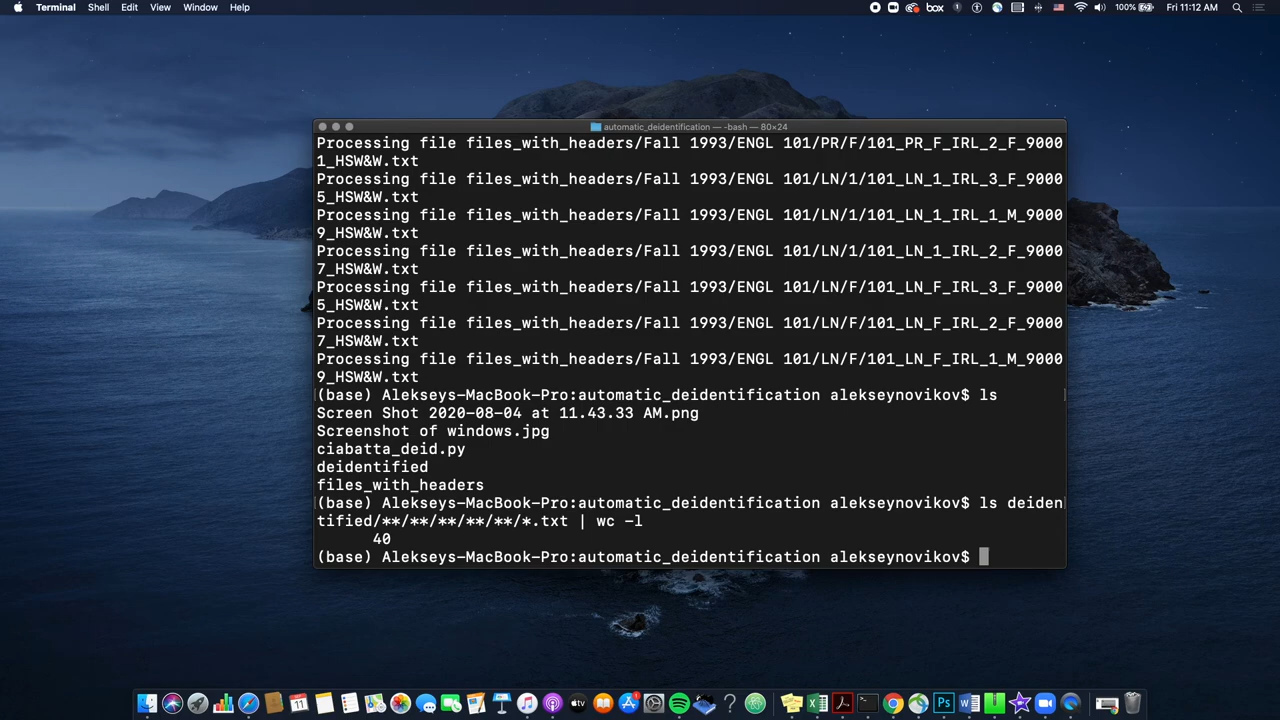 Terminal Shell Edit View Window Help box 100% Fri 11:12 AM
automatic_deidentification — -bash — 80×24
Processing file files_with_headers/Fall 1993/ENGL 101/PR/F/101_PR_F_IRL_2_F_9000
1_HSW&W.txt
Processing file files_with_headers/Fall 1993/ENGL 101/LN/1/101_LN_1_IRL_3_F_9000
5_HSW&W.txt
Processing file files_with_headers/Fall 1993/ENGL 101/LN/1/101_LN_1_IRL_1_M_9000
9_HSW&W.txt
Processing file files_with_headers/Fall 1993/ENGL 101/LN/1/101_LN_1_IRL_2_F_9000
7_HSW&W.txt
Processing file files_with_headers/Fall 1993/ENGL 101/LN/F/101_LN_F_IRL_3_F_9000
5_HSW&W.txt
Processing file files_with_headers/Fall 1993/ENGL 101/LN/F/101_LN_F_IRL_2_F_9000
7_HSW&W.txt
Processing file files_with_headers/Fall 1993/ENGL 101/LN/F/101_LN_F_IRL_1_M_9000
9_HSW&W.txt
(base) Alekseys-MacBook-Pro:automatic_deidentification alekseynovikov$ ls
Screen Shot 2020-08-04 at 11.43.33 AM.png
Screenshot of windows.jpg
ciabatta_deid.py
deidentified
files_with_headers
(base) Alekseys-MacBook-Pro:automatic_deidentification alekseynovikov$ ls deiden
tified/**/**/**/**/**/*.txt | wc -l
40
(base) Alekseys-MacBook-Pro:automatic_deidentification alekseynovikov$